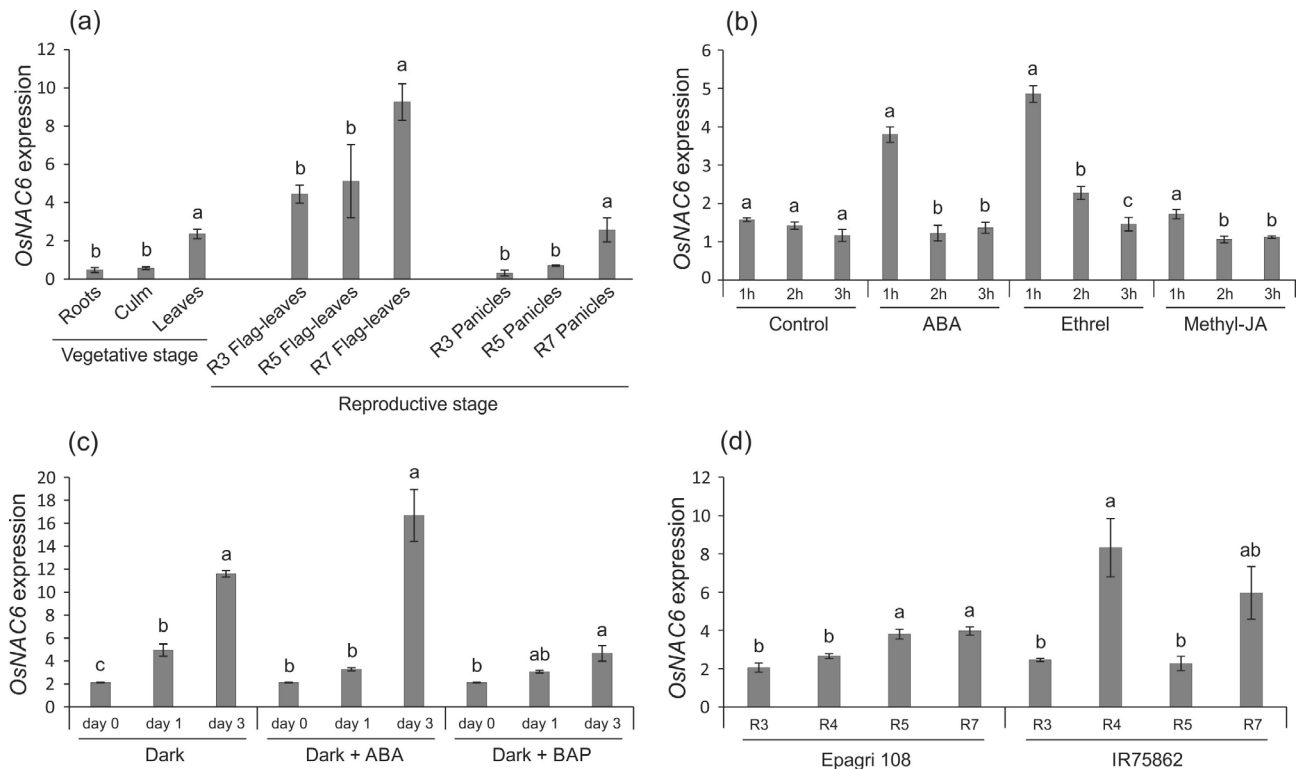 (a)
OsNAC6 expression
12
10
8
6
4
2
0
b
b
a
b
b
a
b
b
a
Roots
Culm
Leaves
R3 Flag-leaves
R5 Flag-leaves
R7 Flag-leaves
R3 Panicles
R5 Panicles
R7 Panicles
Vegetative stage
Reproductive stage
(b)
OsNAC6 expression
6
5
4
3
2
1
0
a
a
a
a
b
b
a
b
c
a
b
b
1h
2h
3h
1h
2h
3h
1h
2h
3h
1h
2h
3h
Control
ABA
Ethrel
Methyl-JA
(c)
OsNAC6 expression
20
18
16
14
12
10
8
6
4
2
0
c
b
a
b
b
a
b
ab
a
day 0
day 1
day 3
day 0
day 1
day 3
day 0
day 1
day 3
Dark
Dark + ABA
Dark + BAP
(d)
OsNAC6 expression
12
10
8
6
4
2
0
b
b
a
a
b
a
b
ab
R3
R4
R5
R7
R3
R4
R5
R7
Epagri 108
IR75862